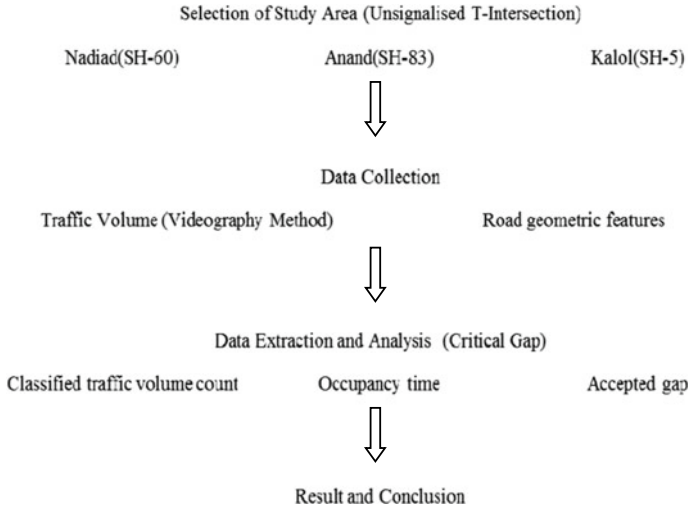 Selection of Study Area (Unsignalised T-Intersection)
Nadiad(SH-60) Anand(SH-83) Kalol(SH-5)
Data Collection
Traffic Volume (Videography Method) Road geometric features
Data Extraction and Analysis (Critical Gap)
Classified traffic volume count Occupancy time Accepted gap
Result and Conclusion